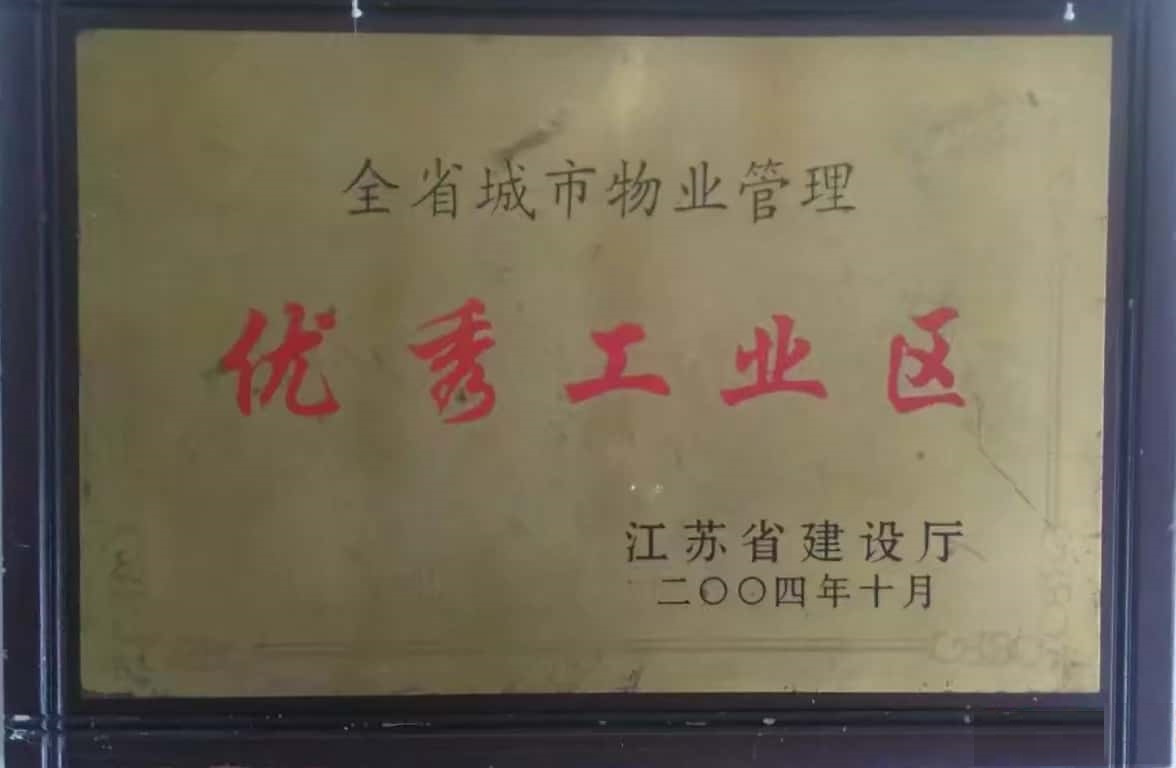 全省城市物业管理
优秀工业区
江苏省建设厅
二〇〇四年十月